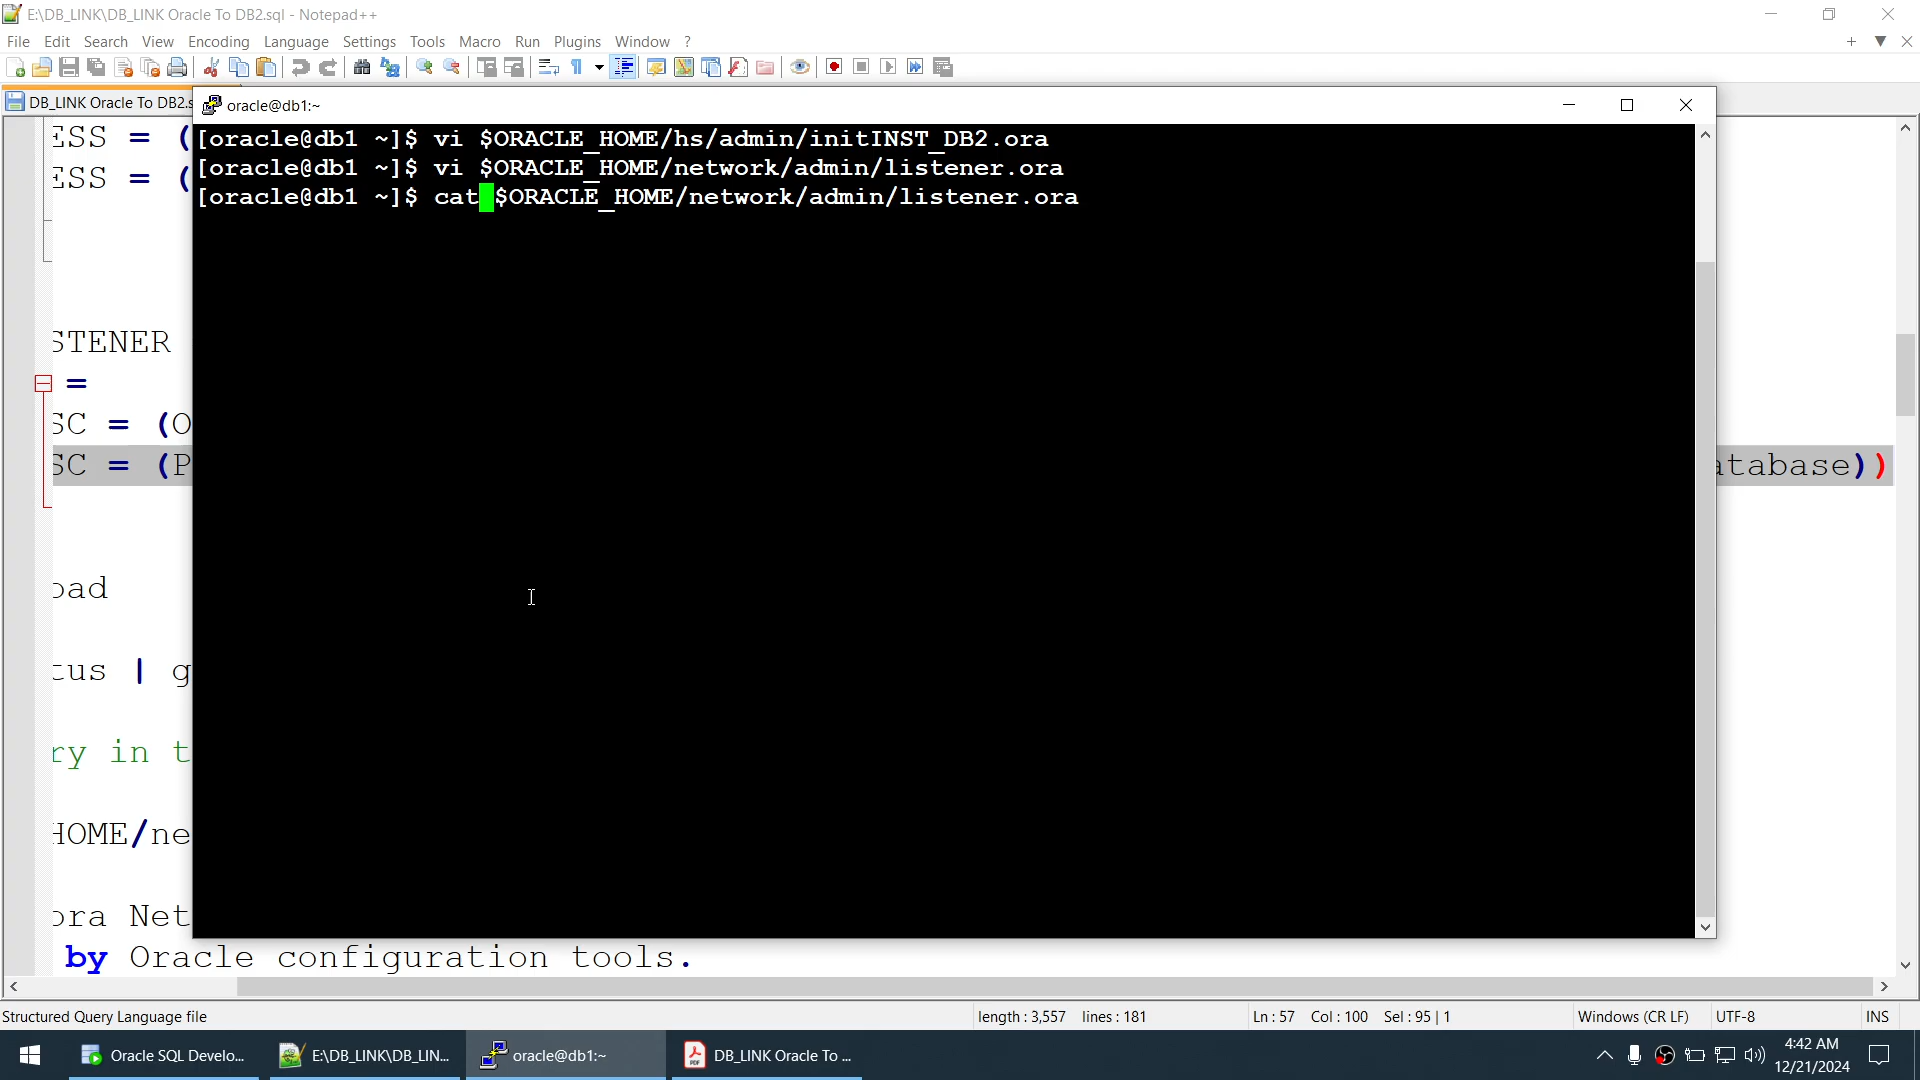 E:\DB_LINK\DB_LINK Oracle To DB2.sql - Notepad++
File Edit Search View Encoding Language Settings Tools Macro Run Plugins Window ?
DB_LINK Oracle To DB2.s
oracle@db1:~
ESS = (
ESS = (
[oracle@db1 ~]$ vi $ORACLE_HOME/hs/admin/initINST_DB2.ora
[oracle@db1 ~]$ vi $ORACLE_HOME/network/admin/listener.ora
[oracle@db1 ~]$ cat $ORACLE_HOME/network/admin/listener.ora
STENER
=
SC = (O
SC = (P
atabase))
oad
tus | g
ry in t
HOME/ne
ora Net
by Oracle configuration tools.
Structured Query Language file
length : 3,557 lines : 181
Ln : 57 Col : 100 Sel : 95 | 1
Windows (CR LF)
UTF-8
INS
Oracle SQL Develo...
E:\DB_LINK\DB_LIN...
oracle@db1:~
DB_LINK Oracle To ...
4:42 AM
12/21/2024